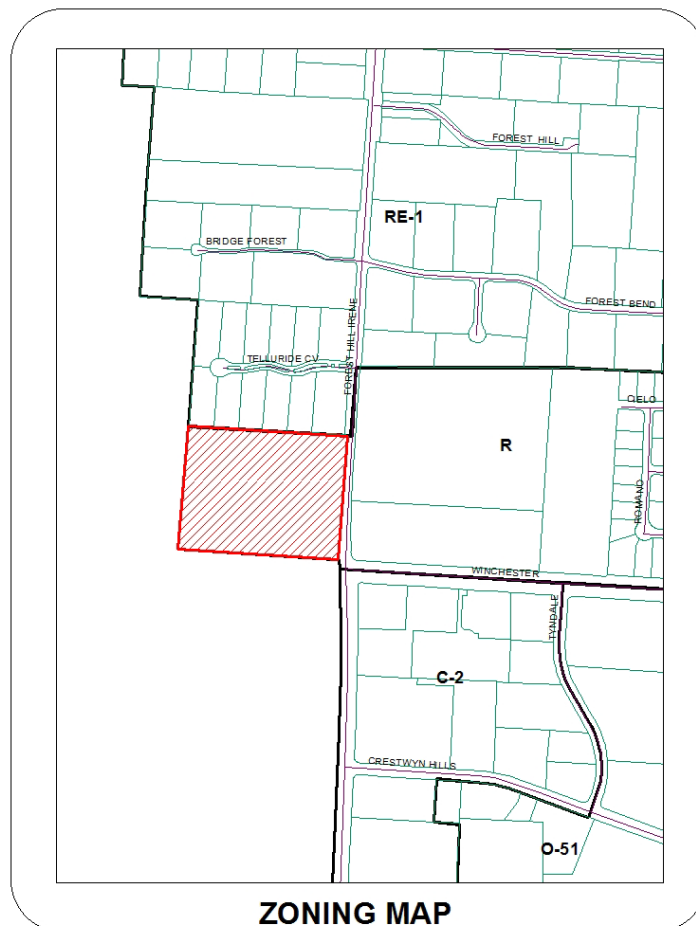 FOREST HILL
RE-1
BRIDGE FOREST
FOREST BEND
FOREST HILL IRENE
TELLURIDE CV
CIELO
R
ROMANO
WINCHESTER
TYNDALE
C-2
CRESTWYN HILLS
O-51
ZONING MAP